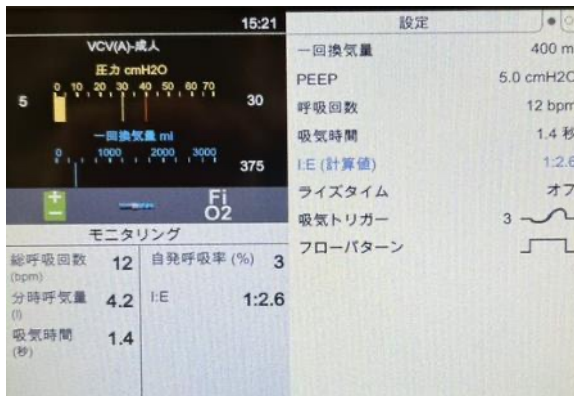 15:21
VCV(A)-成人
圧力 cmH2O
0 10 20 30 40 50 60 70
5
30
一回換気量 ml
0 1000 2000 3000
375
Fi
O2
モニタリング
総呼吸回数 12
(bpm)
自発呼吸率 (%) 3
分時呼気量 4.2
(l)
I:E 1:2.6
吸気時間 1.4
(秒)
設定
一回換気量 400 m
PEEP 5.0 cmH2O
呼吸回数 12 bpm
吸気時間 1.4 秒
I:E (計算値) 1:2.6
ライズタイム オフ
吸気トリガー 3
フローパターン